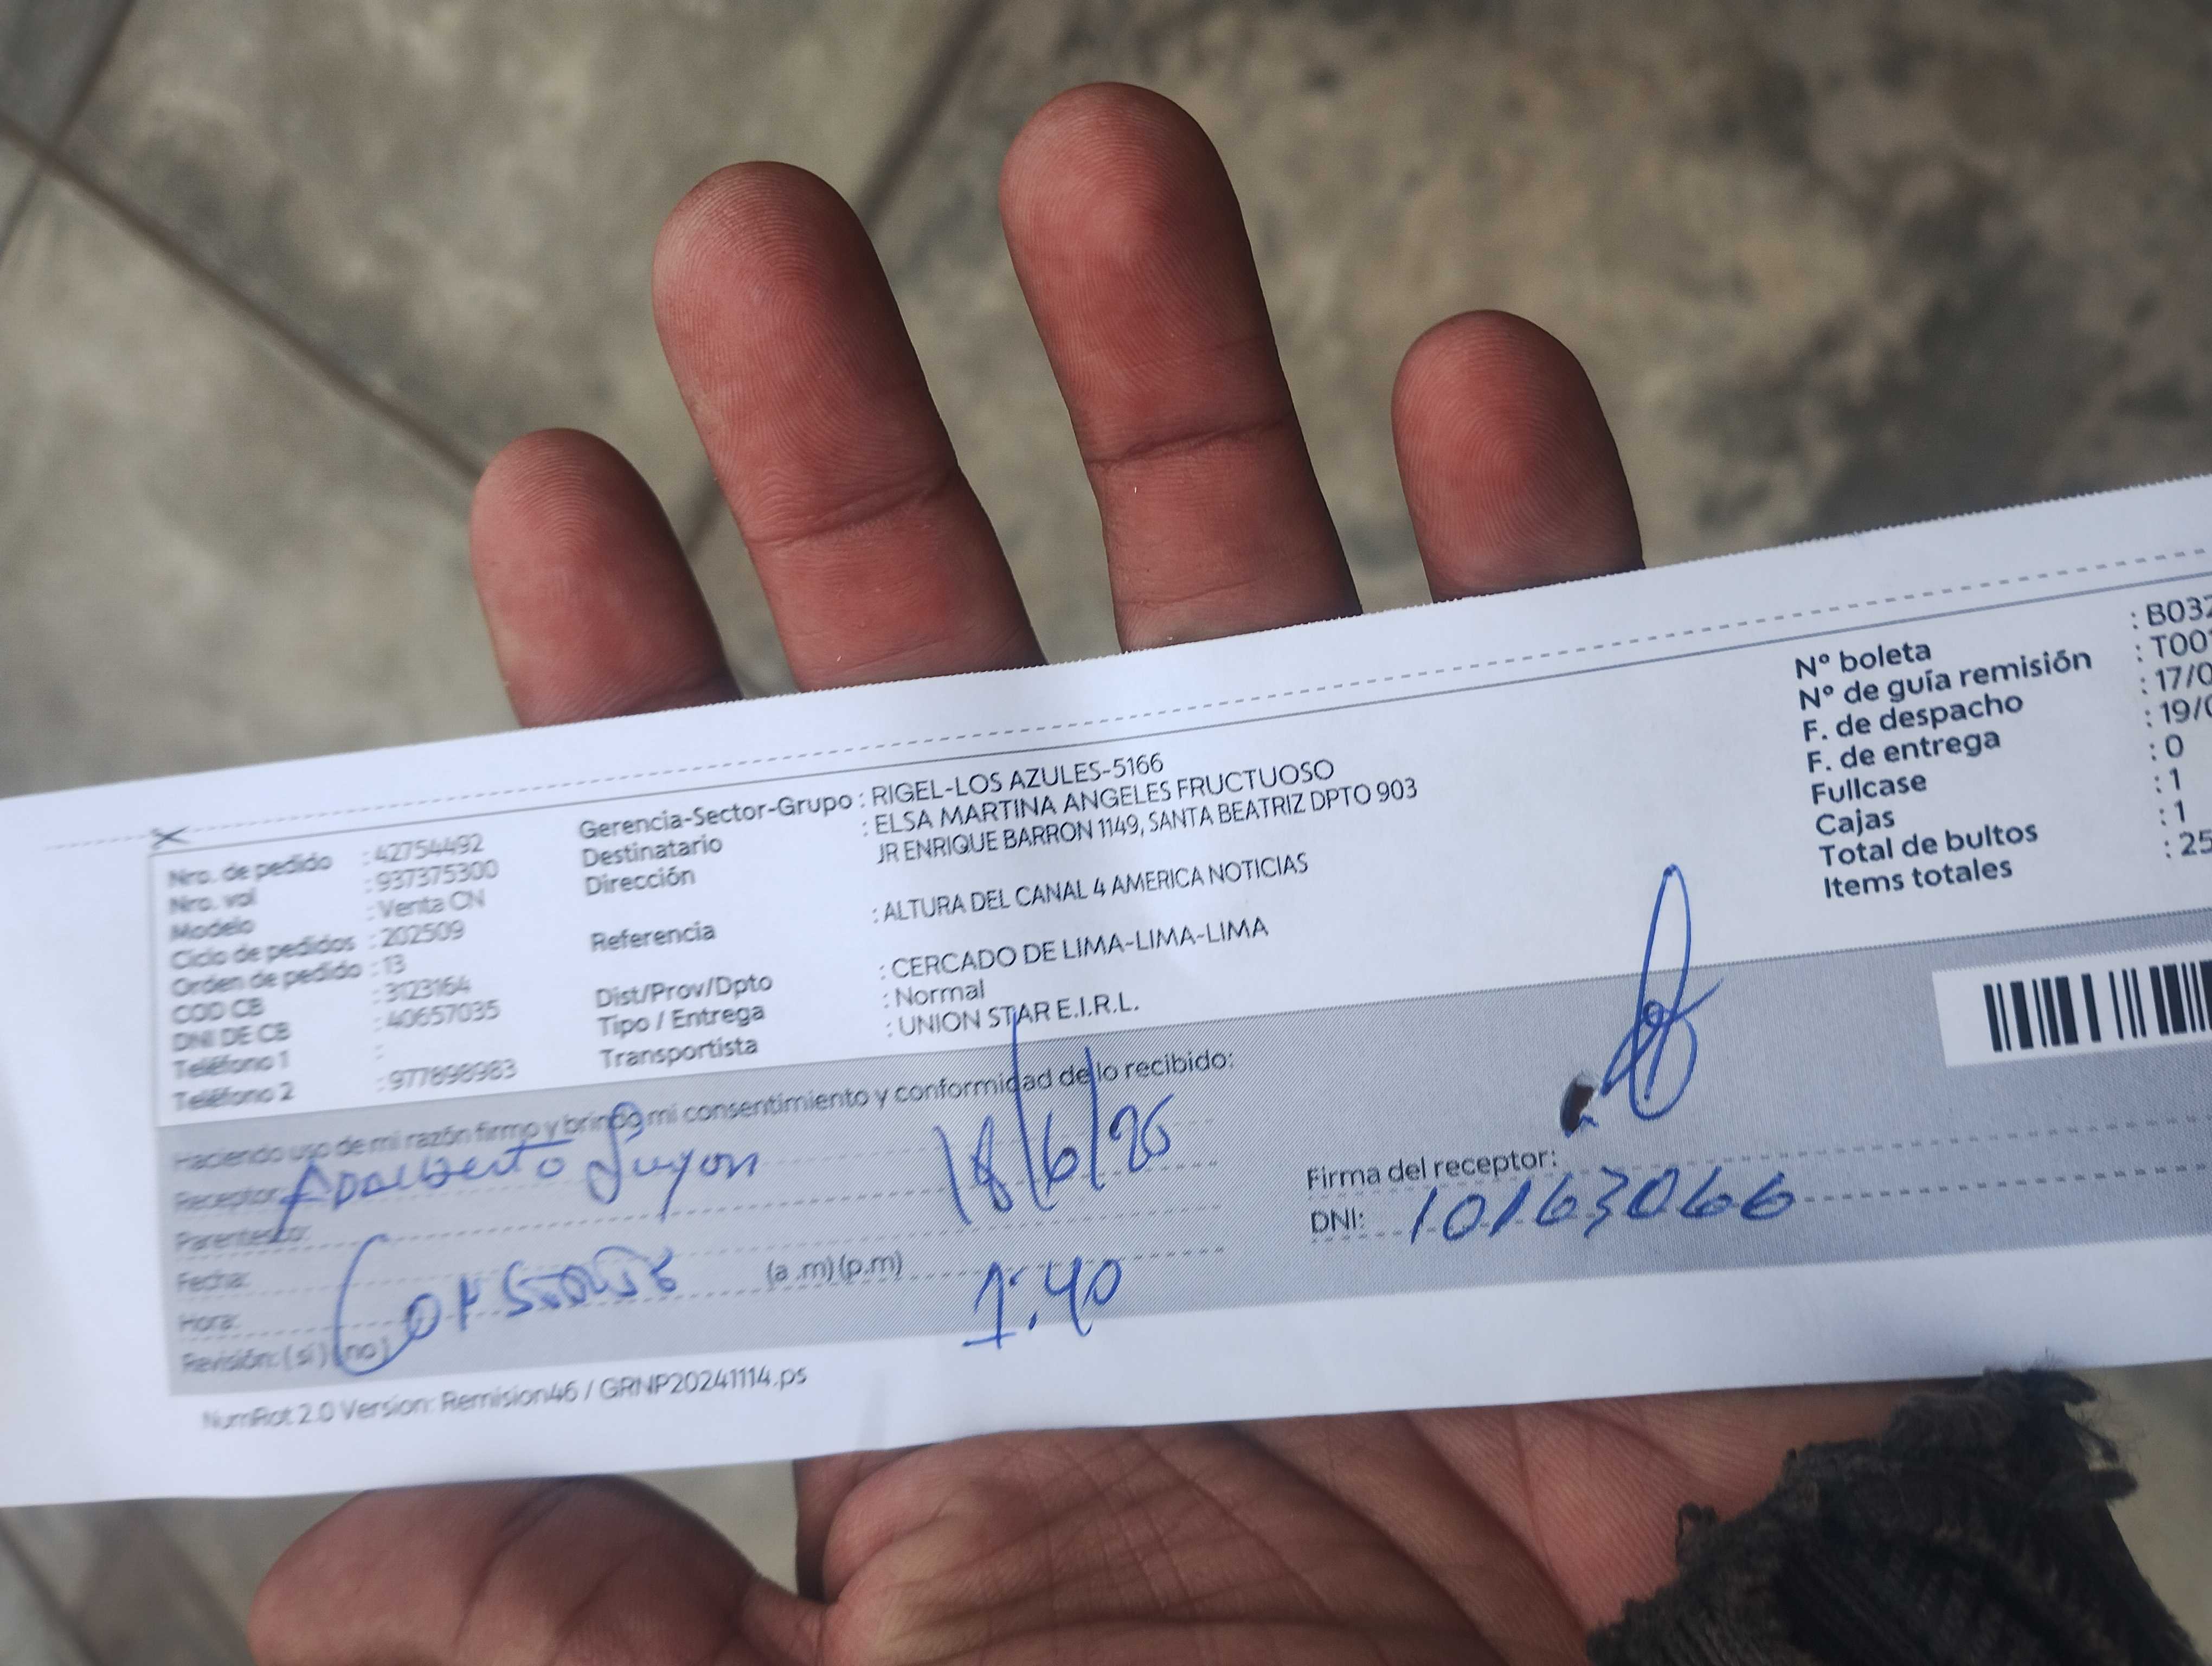 Nro. de pedido : 42754492
Nro. vol : 937375300
Modelo : Venta CN
Ciclo de pedidos : 202509
Orden de pedido : 13
COD CB : 3123164
DNI DE CB : 40657035
Teléfono 1 :
Teléfono 2 : 977898983
Gerencia-Sector-Grupo : RIGEL-LOS AZULES-5166
Destinatario : ELSA MARTINA ANGELES FRUCTUOSO
Dirección JR ENRIQUE BARRON 1149, SANTA BEATRIZ DPTO 903
Referencia : ALTURA DEL CANAL 4 AMERICA NOTICIAS
Dist/Prov/Dpto : CERCADO DE LIMA-LIMA-LIMA
Tipo / Entrega : Normal
Transportista : UNION STAR E.I.R.L.
Nº boleta : B032
Nº de guía remisión : T001
F. de despacho : 17/0
F. de entrega : 19/0
Fullcase : 0
Cajas : 1
Total de bultos : 1
Items totales : 25
Haciendo uso de mi razón firmo y brindo mi consentimiento y conformidad de lo recibido:
Receptor: Adalberto
Parentesco:
Fecha: 18/6/25
Hora: (a .m) (p.m) 1:40
Revisión: ( si ) ( no )
Firma del receptor:
DNI: 10163066
NumRot 2.0 Version: Remision46 / GRNP20241114.ps